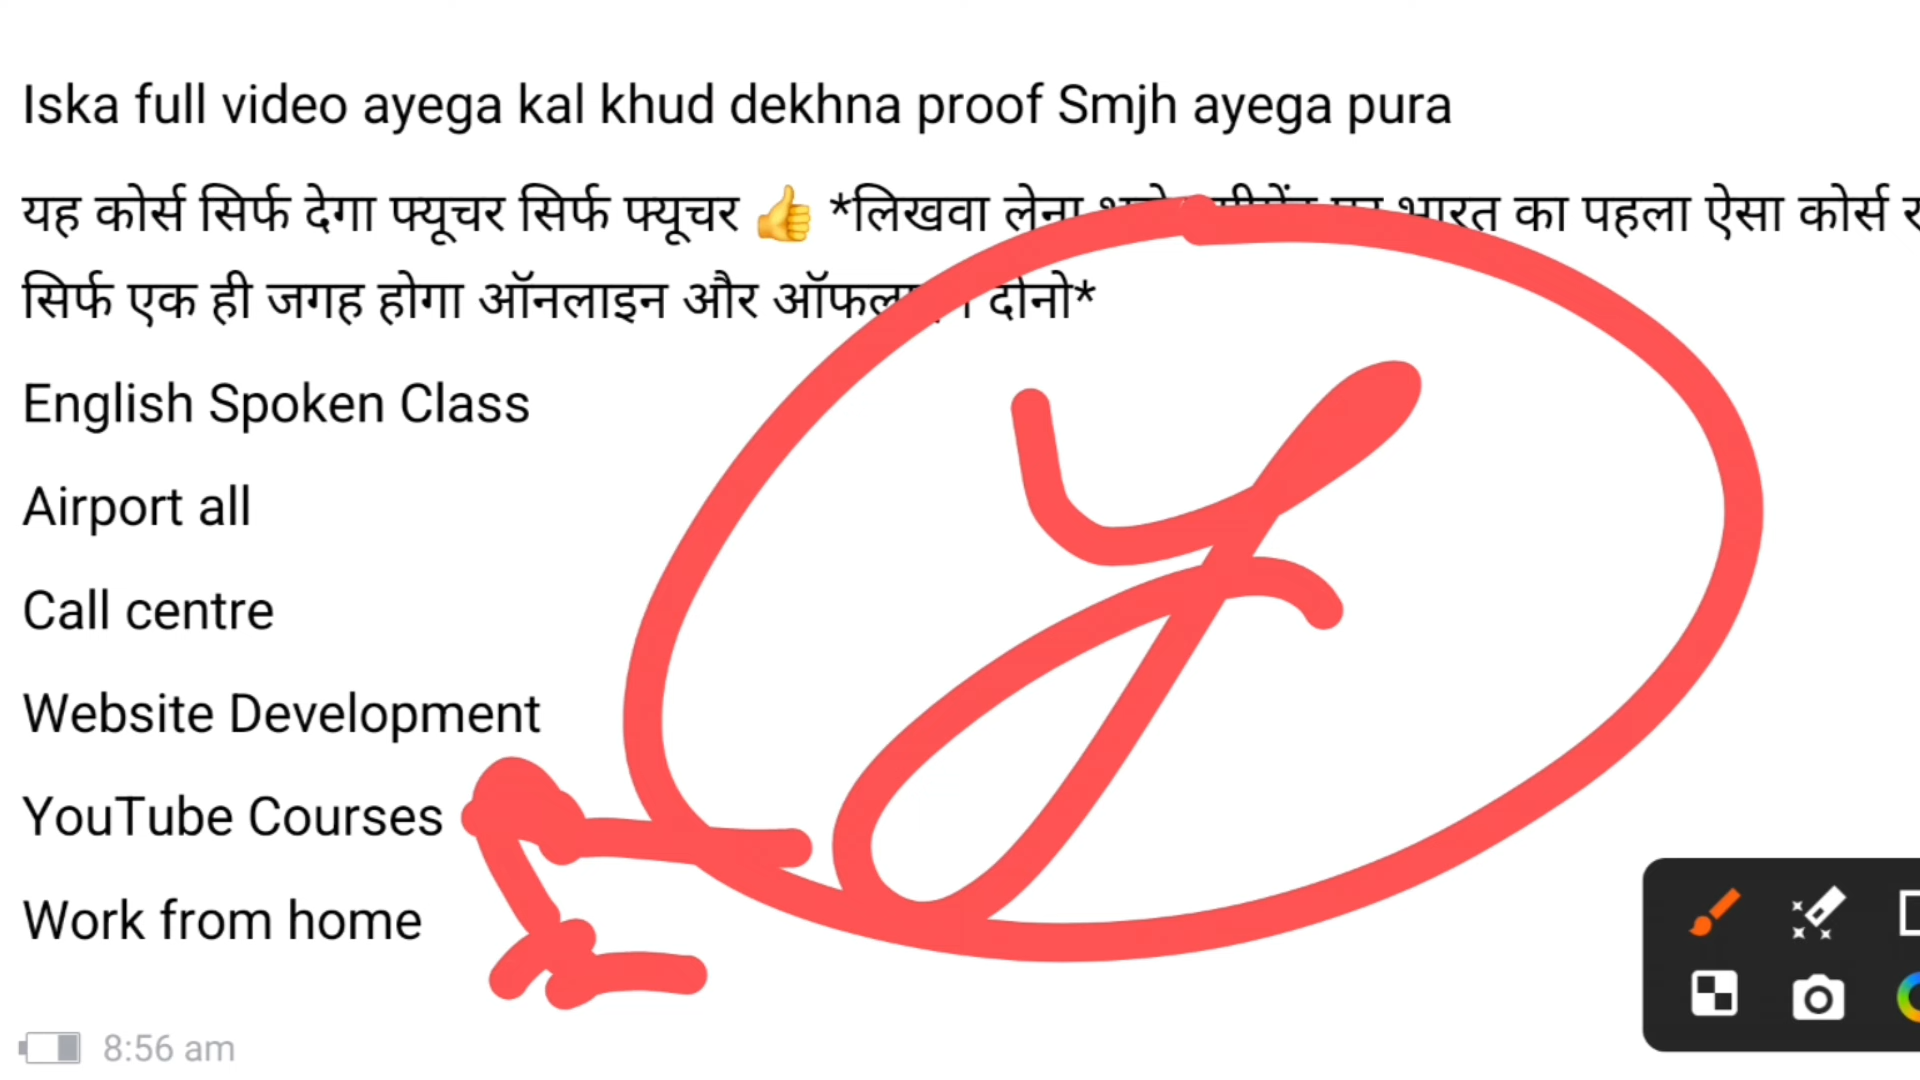 Iska full video ayega kal khud dekhna proof Smjh ayega pura
यह कोर्स सिर्फ देगा फ्यूचर सिर्फ फ्यूचर 👍 *लिखवा लेना भारत का पहला ऐसा कोर्स
सिर्फ एक ही जगह होगा ऑनलाइन और ऑफलाइन दोनो*
English Spoken Class
Airport all
Call centre
Website Development
YouTube Courses
Work from home
8:56 am